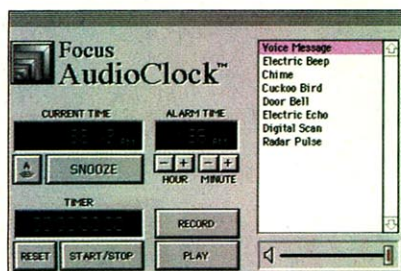 Focus
AudioClock™
CURRENT TIME
ALARM TIME
SNOOZE
HOUR MINUTE
TIMER
RECORD
RESET
START/STOP
PLAY
Voice Message
Electric Beep
Chime
Cuckoo Bird
Door Bell
Electric Echo
Digital Scan
Radar Pulse